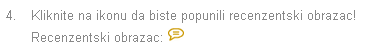 4. Kliknite na ikonu da biste popunili recenzentski obrazac!
Recenzentski obrazac: